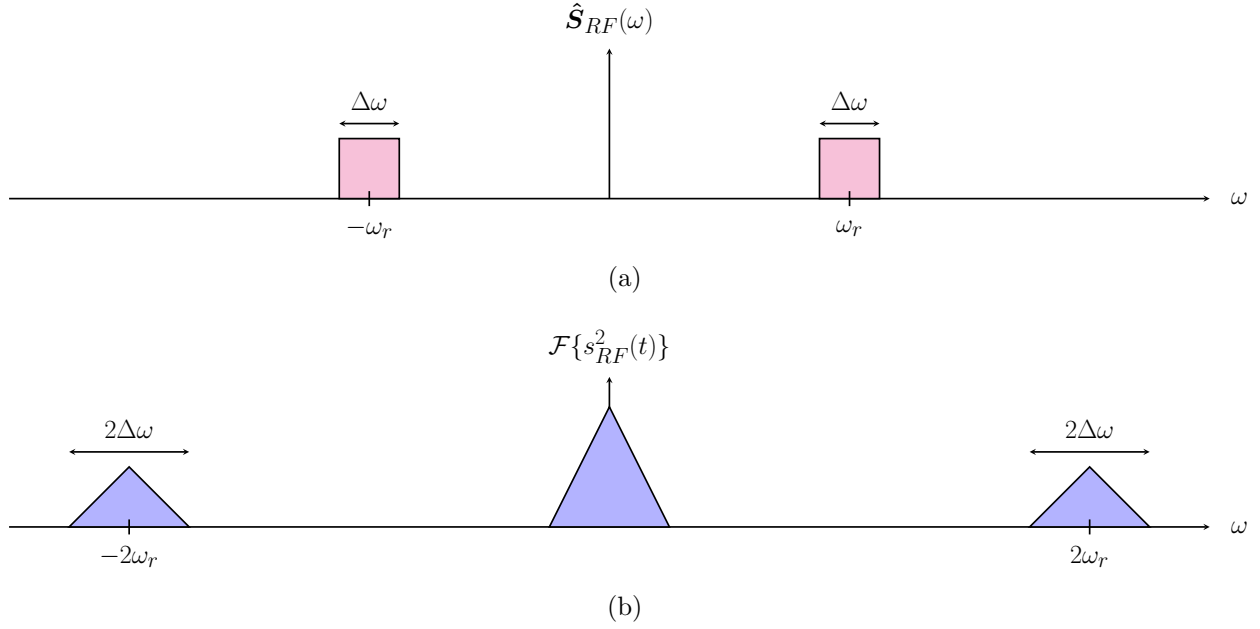 Ŝ_RF(ω)
Δω Δω
−ω_r ω_r ω
(a)
ℱ{s²_RF(t)}
2Δω 2Δω
−2ω_r 2ω_r ω
(b)